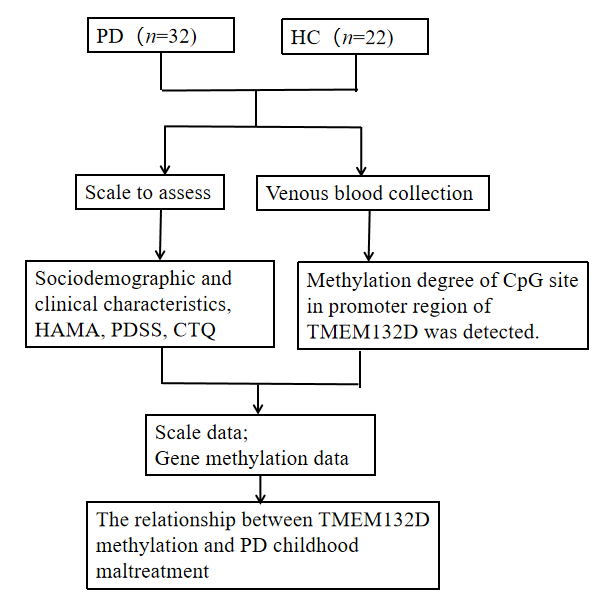 PD（n=32)
HC（n=22)
Scale to assess
Venous blood collection
Sociodemographic and
clinical characteristics,
HAMA, PDSS, CTQ
Methylation degree of CpG site
in promoter region of
TMEM132D was detected.
Scale data;
Gene methylation data
The relationship between TMEM132D
methylation and PD childhood
maltreatment